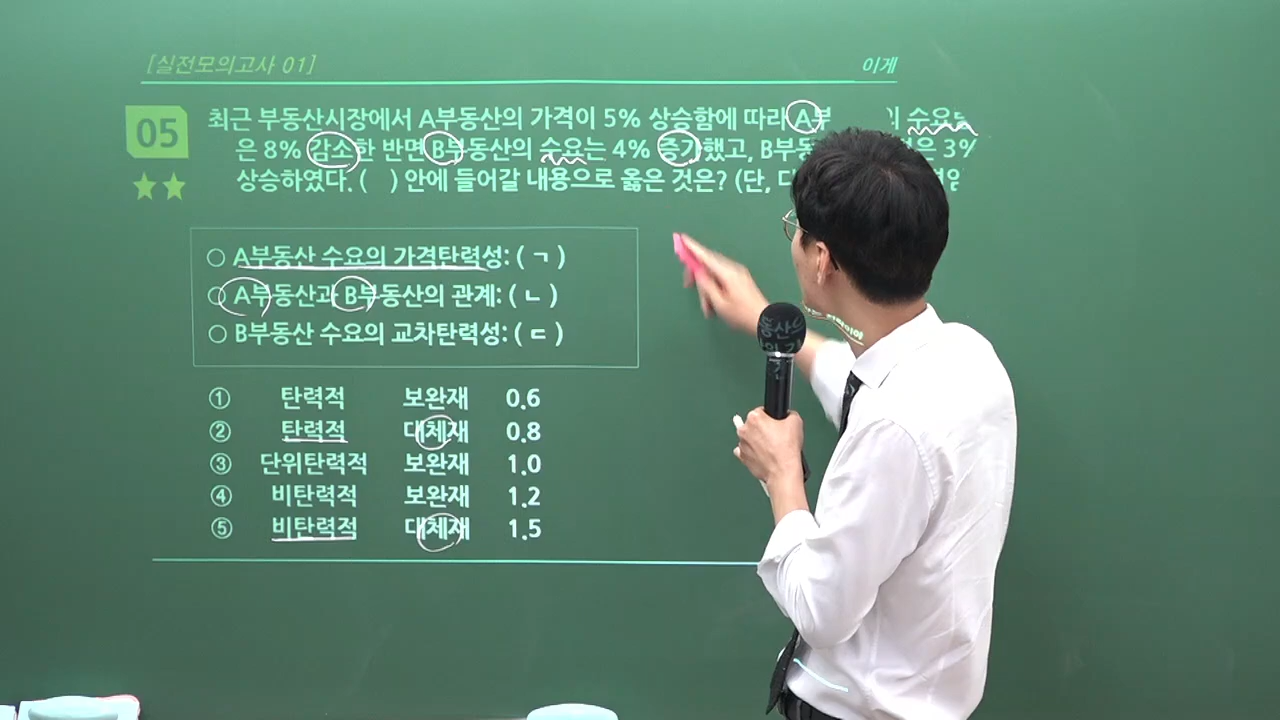 [실전모의고사 01]
이게
05
최근 부동산시장에서 A부동산의 가격이 5% 상승함에 따라 A부 의 수요
은 8% 감소한 반면 B부동산의 수요는 4% 증가했고, B부동 은 3%
상승하였다. ( ) 안에 들어갈 내용으로 옳은 것은? (단,
○ A부동산 수요의 가격탄력성: ( ㄱ )
○ A부동산과 B부동산의 관계: ( ㄴ )
○ B부동산 수요의 교차탄력성: ( ㄷ )
① 탄력적 보완재 0.6
② 탄력적 대체재 0.8
③ 단위탄력적 보완재 1.0
④ 비탄력적 보완재 1.2
⑤ 비탄력적 대체재 1.5